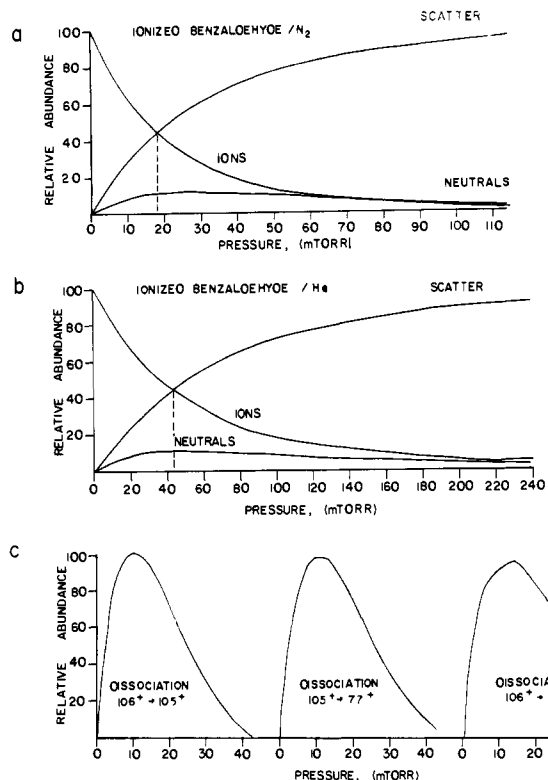 a
IONIZEO BENZALOEHYOE / N2
SCATTER
RELATIVE ABUNDANCE
100
80
60
40
20
IONS
NEUTRALS
0 10 20 30 40 50 60 70 80 90 100 110
PRESSURE, (mTORR)
b
IONIZEO BENZALOEHYOE / He
SCATTER
RELATIVE ABUNDANCE
100
80
60
40
20
IONS
NEUTRALS
0 20 40 60 80 100 120 140 160 180 200 220 240
PRESSURE, (mTORR)
c
RELATIVE ABUNDANCE
100
80
60
40
20
OISSOCIATION
106+ → 105+
OISSOCIATION
105+ → 77+
OISSOCIA
106+ →
0 10 20 30 40 0 10 20 30 40 0 10 20
PRESSURE, (mTORR)